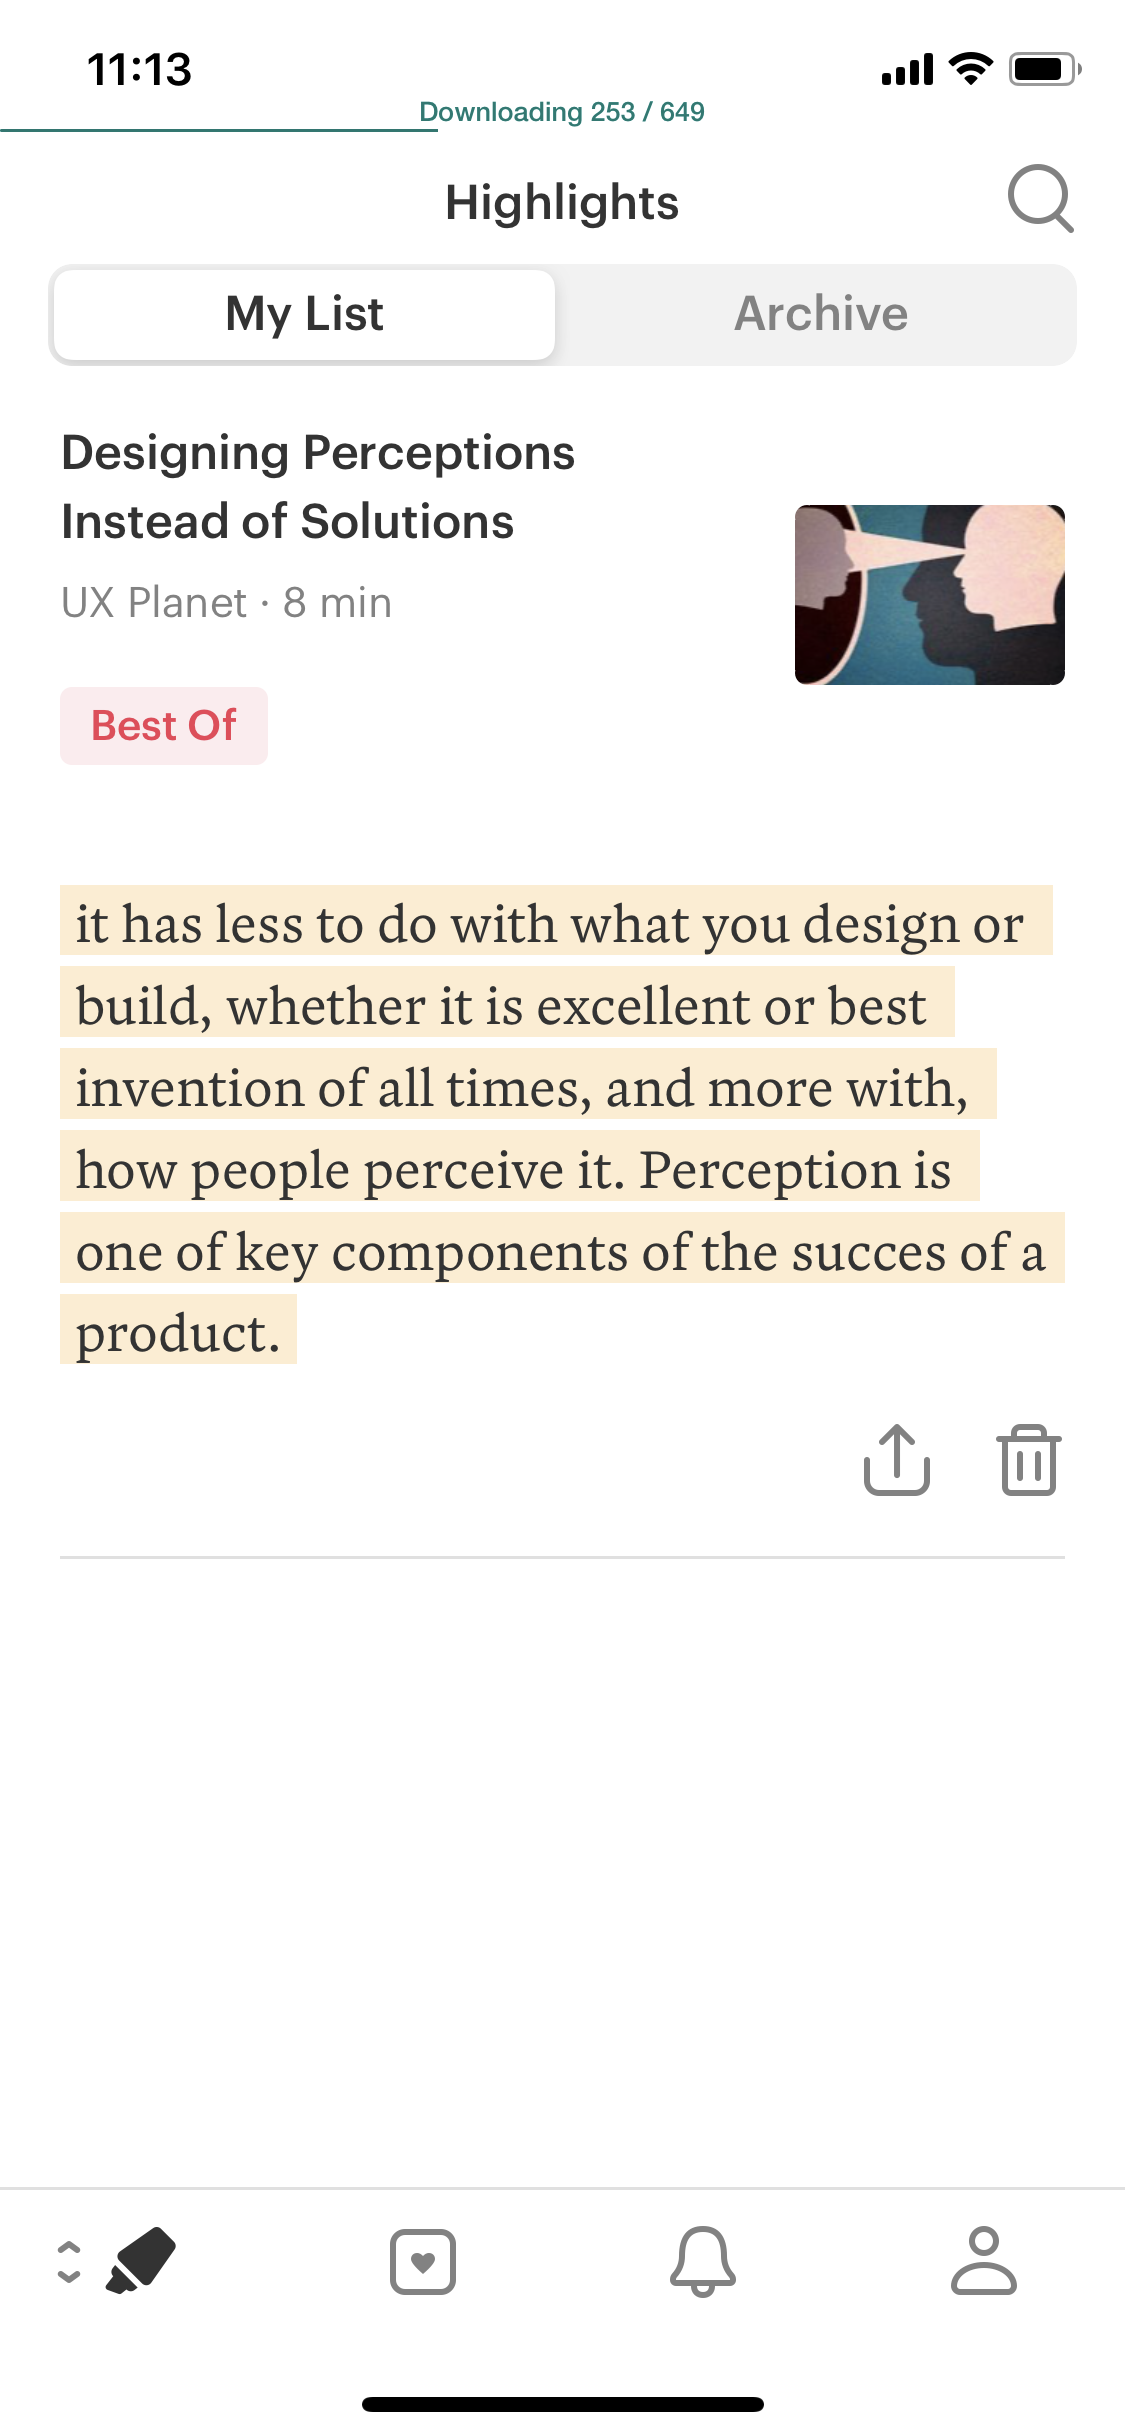 11:13
Downloading 253 / 649
Highlights
My List
Archive
Designing Perceptions
Instead of Solutions
UX Planet · 8 min
Best Of
it has less to do with what you design or
build, whether it is excellent or best
invention of all times, and more with,
how people perceive it. Perception is
one of key components of the succes of a
product.